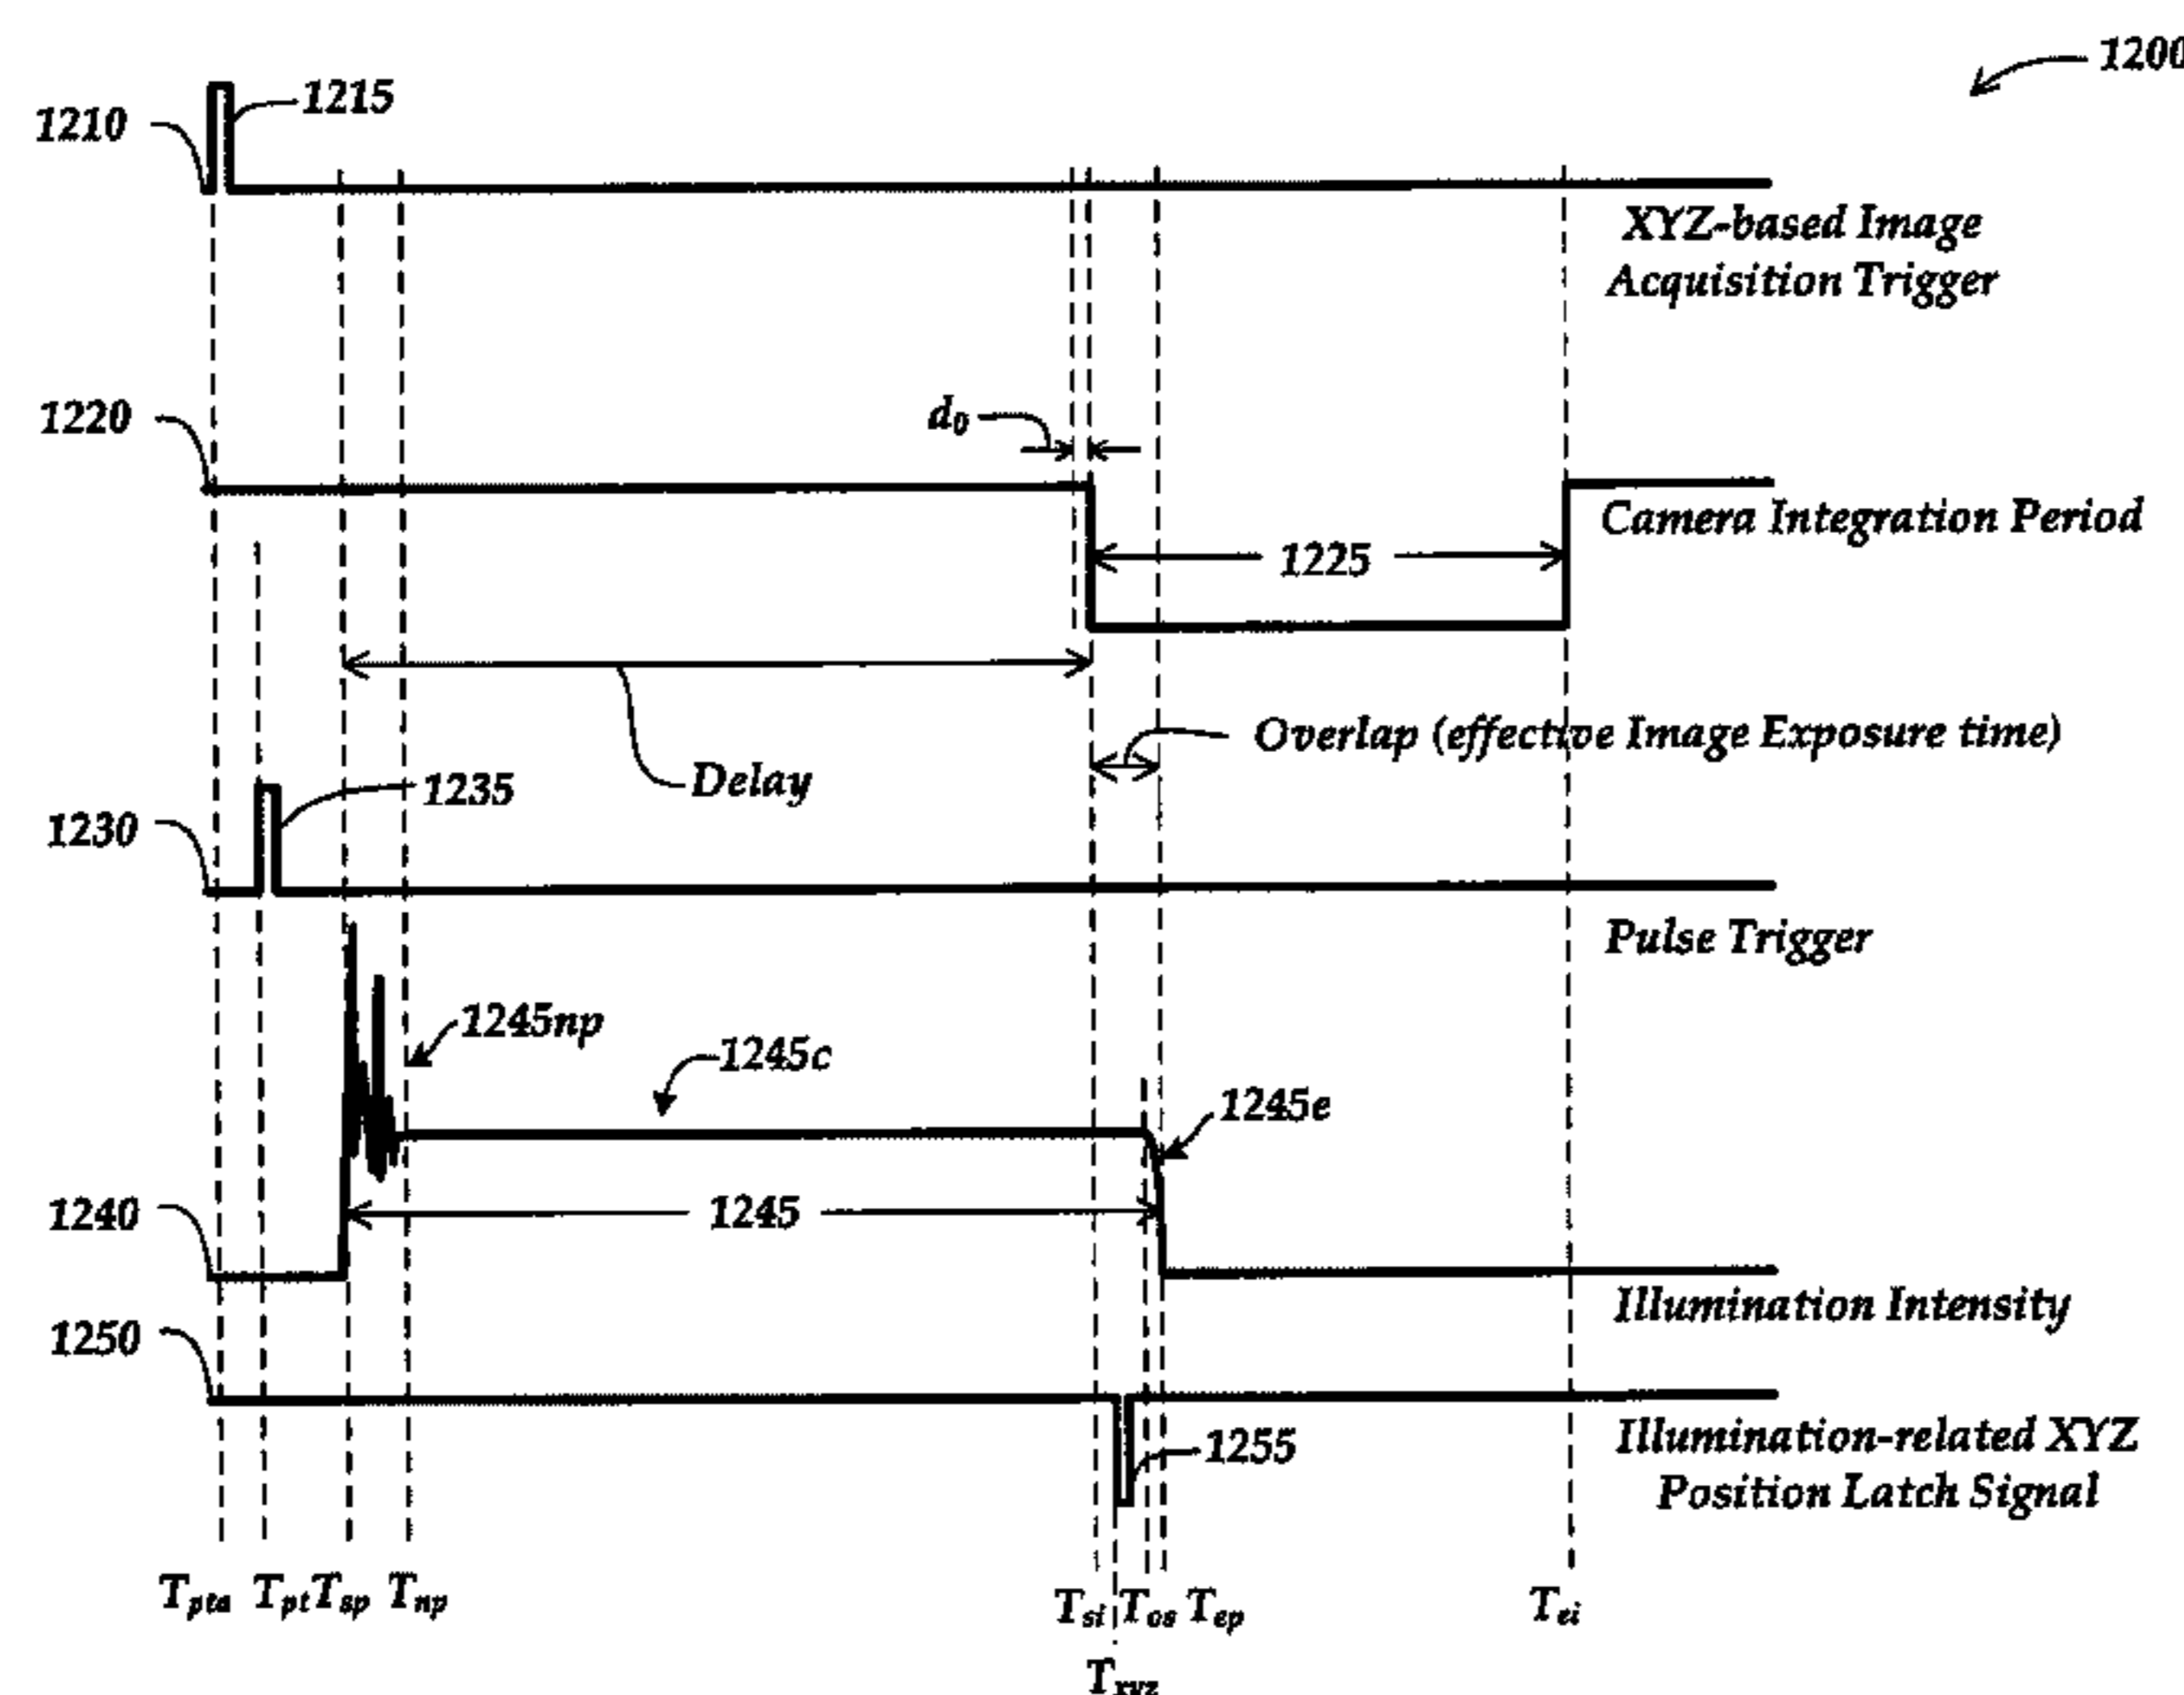 1200
1215
1210
XYZ-based Image
Acquisition Trigger
d0
1220
Camera Integration Period
1225
Overlap (effective Image Exposure time)
Delay
1235
1230
Pulse Trigger
1245np
1245c
1245e
1240
1245
Illumination Intensity
1250
1255
Illumination-related XYZ
Position Latch Signal
Tpta Tpt Tsp Tnp Tsi Tos Tep Tei
Txyz